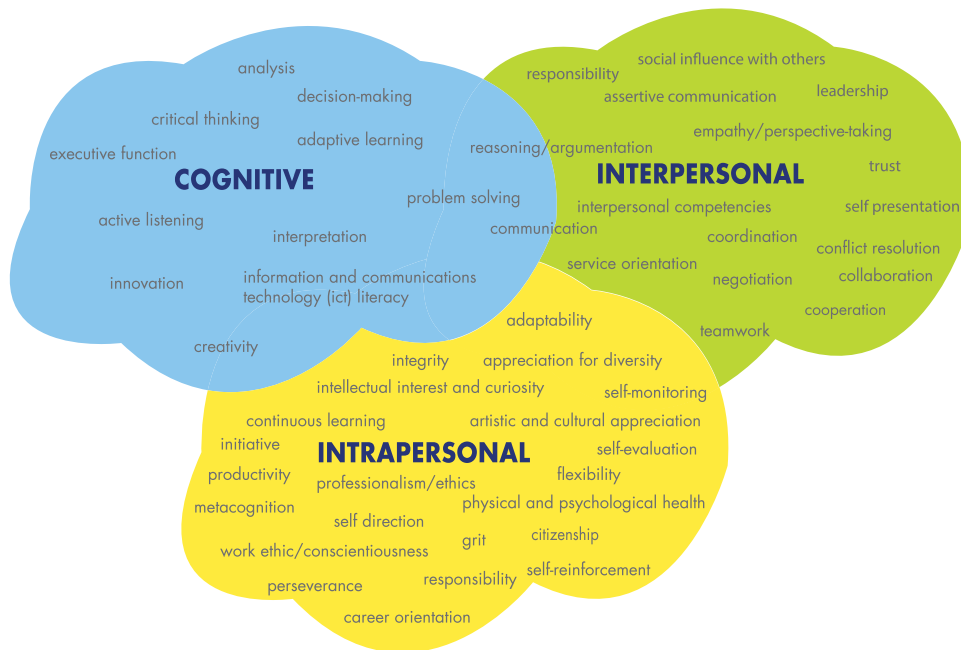 analysis
decision-making
critical thinking
adaptive learning
executive function
COGNITIVE
active listening
interpretation
innovation
information and communications
technology (ict) literacy
creativity
reasoning/argumentation
problem solving
communication
responsibility
social influence with others
assertive communication
leadership
empathy/perspective-taking
trust
INTERPERSONAL
interpersonal competencies
self presentation
coordination
conflict resolution
service orientation
negotiation
collaboration
cooperation
teamwork
adaptability
integrity
appreciation for diversity
intellectual interest and curiosity
self-monitoring
continuous learning
artistic and cultural appreciation
initiative
INTRAPERSONAL
self-evaluation
productivity
professionalism/ethics
flexibility
metacognition
physical and psychological health
self direction
grit
citizenship
work ethic/conscientiousness
perseverance
responsibility
self-reinforcement
career orientation